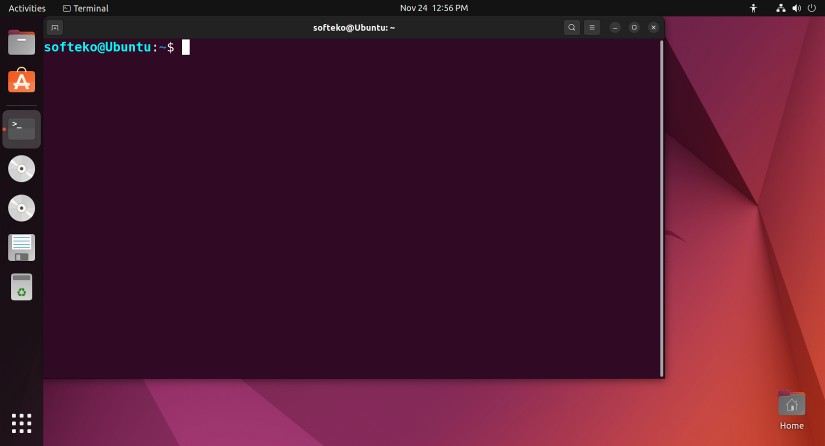 Activities Terminal Nov 24 12:56 PM
softeko@Ubuntu: ~
softeko@Ubuntu:~$
>_
Home